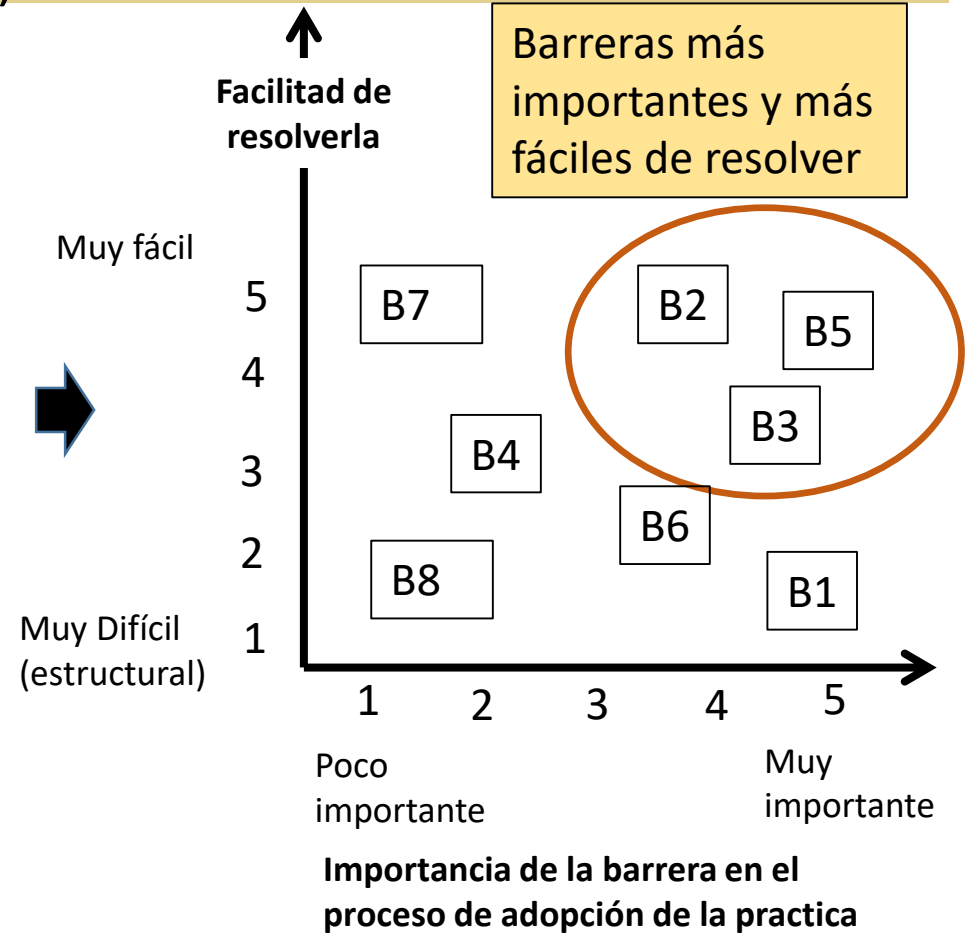 Facilitad de
resolverla
Barreras más
importantes y más
fáciles de resolver
Muy fácil
5
B7
B2
B5
4
B3
3
B4
B6
2
B8
B1
Muy Difícil
(estructural)
1
1 2 3 4 5
Poco
importante
Muy
importante
Importancia de la barrera en el
proceso de adopción de la practica